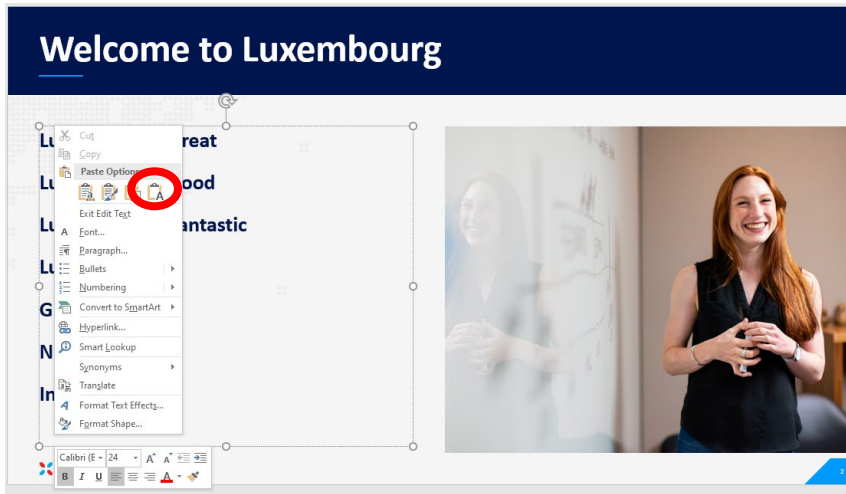 Welcome to Luxembourg
Lu
reat
Cut
Copy
Paste Options
Lu
ood
A
Exit Edit Text
Lu
antastic
Font...
Paragraph...
Lu
Bullets
Numbering
G
Convert to SmartArt
Hyperlink...
N
Smart Lookup
Synonyms
Translate
In
Format Text Effects...
Format Shape...
Calibri (E 24 A A
B I U A
2